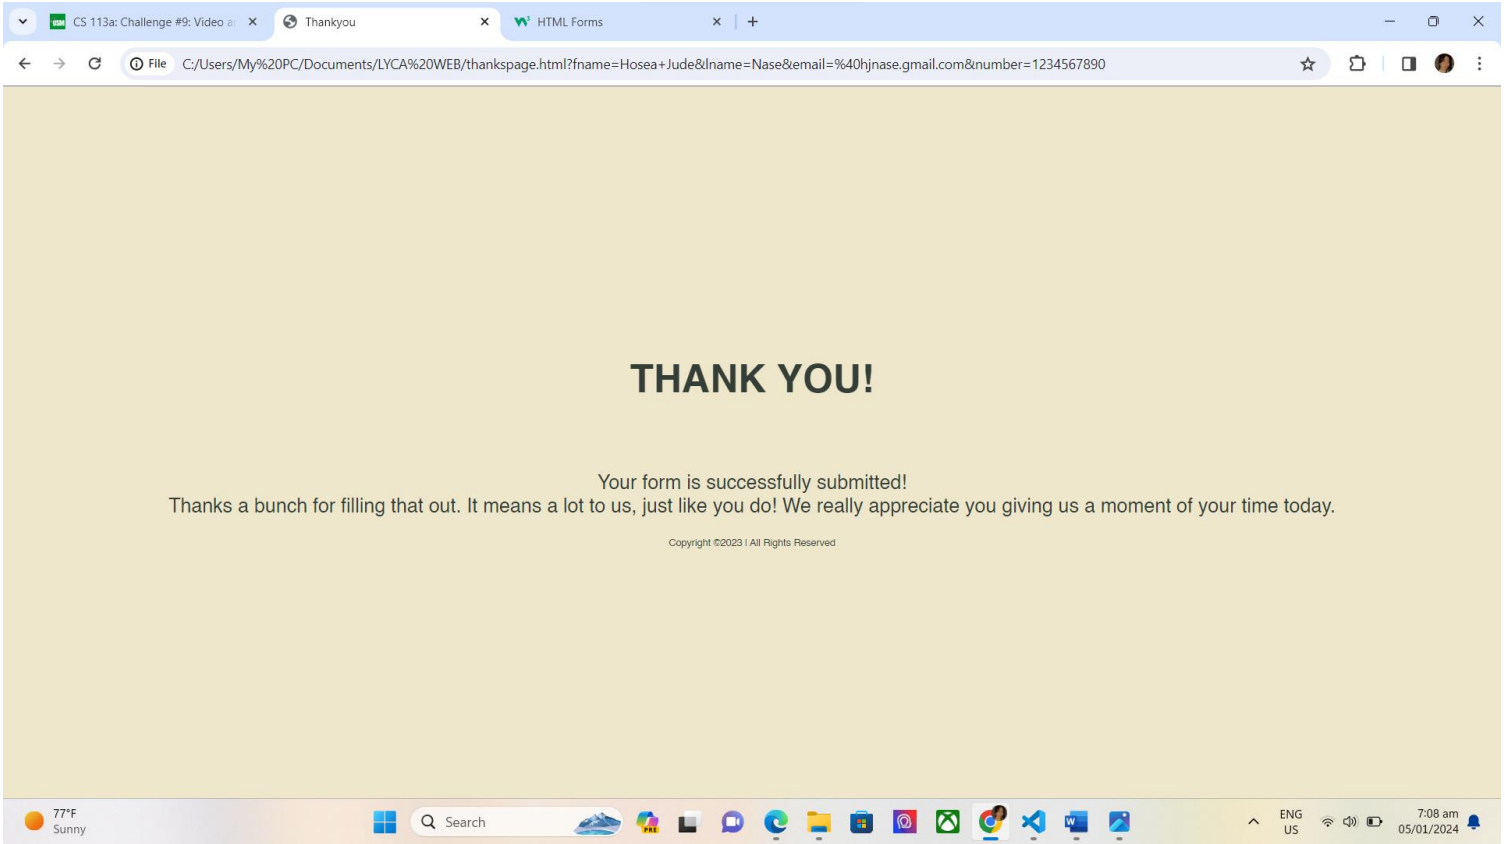 CS 113a: Challenge #9: Video a
Thankyou
HTML Forms
File
C:/Users/My%20PC/Documents/LYCA%20WEB/thankspage.html?fname=Hosea+Jude&lname=Nase&email=%40hjnase.gmail.com&number=1234567890
THANK YOU!
Your form is successfully submitted!
Thanks a bunch for filling that out. It means a lot to us, just like you do! We really appreciate you giving us a moment of your time today.
Copyright ©2023 | All Rights Reserved
77°F
Sunny
Search
PRE
ENG
US
7:08 am
05/01/2024